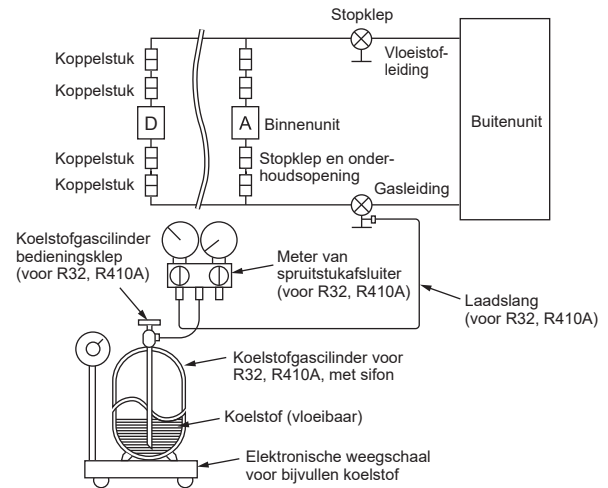 Stopklep
Koppelstuk
Vloeistof-
leiding
Koppelstuk
D
A
Binnenunit
Buitenunit
Koppelstuk
Stopklep en onder-
houdsopening
Koppelstuk
Gasleiding
Koelstofgascilinder
bedieningsklep
(voor R32, R410A)
Meter van
spruitstukafsluiter
(voor R32, R410A)
Laadslang
(voor R32, R410A)
Koelstofgascilinder voor
R32, R410A, met sifon
Koelstof (vloeibaar)
Elektronische weegschaal
voor bijvullen koelstof